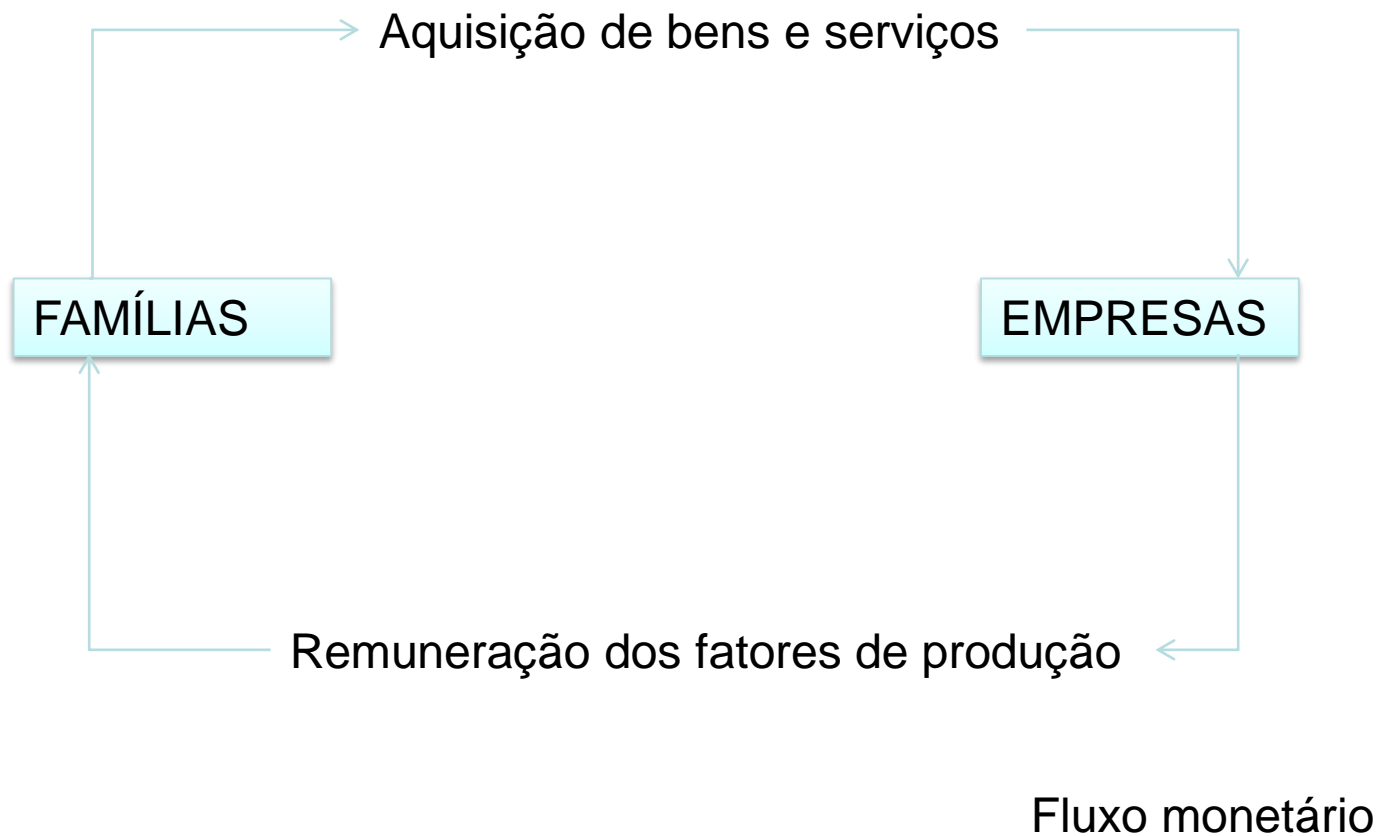 Aquisição de bens e serviços
FAMÍLIAS
EMPRESAS
Remuneração dos fatores de produção
Fluxo monetário